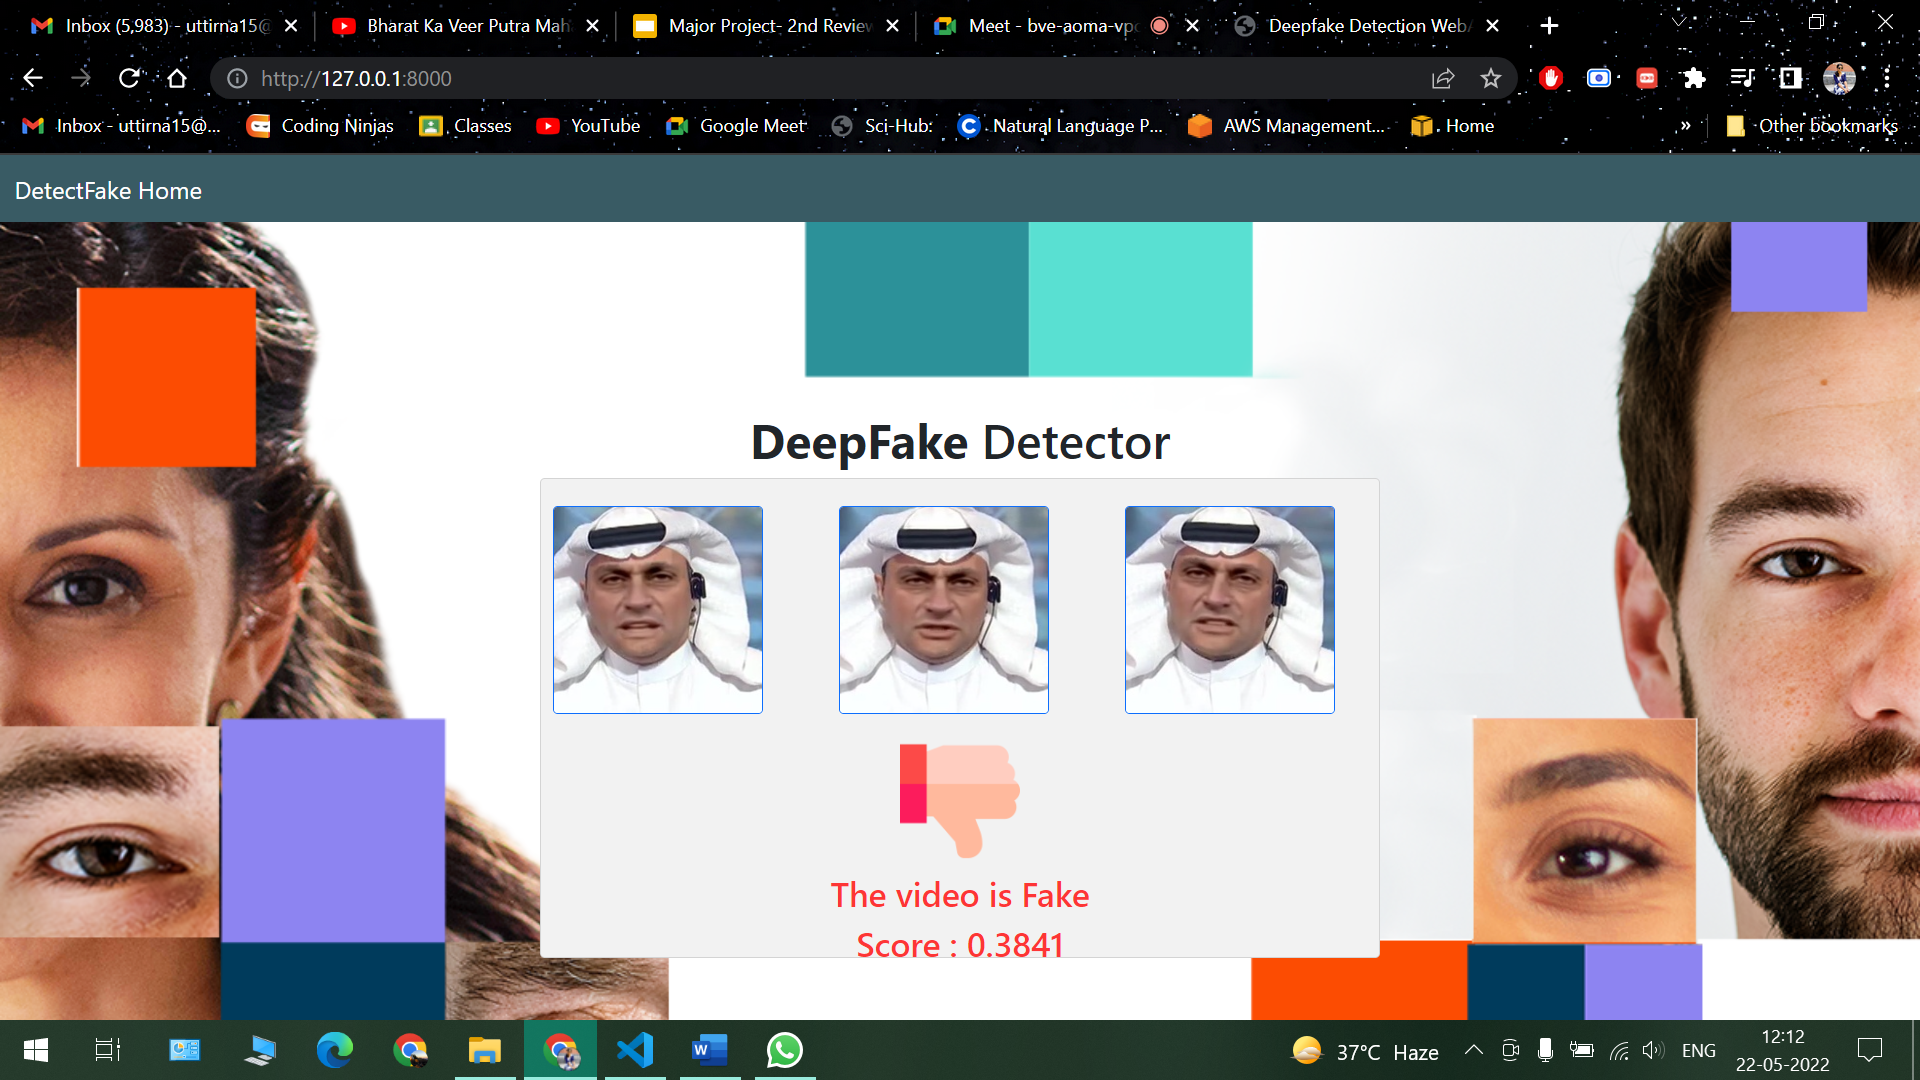 Inbox (5,983) - uttirna15@
Bharat Ka Veer Putra Mah
Major Project- 2nd Review
Meet - bve-aoma-vpc
Deepfake Detection WebA
http://127.0.0.1:8000
Inbox - uttirna15@...
Coding Ninjas
Classes
YouTube
Google Meet
Sci-Hub:
Natural Language P...
AWS Management...
Home
»
Other bookmarks
DetectFake Home
DeepFake Detector
The video is Fake
Score : 0.3841
37°C Haze
ENG
12:12
22-05-2022